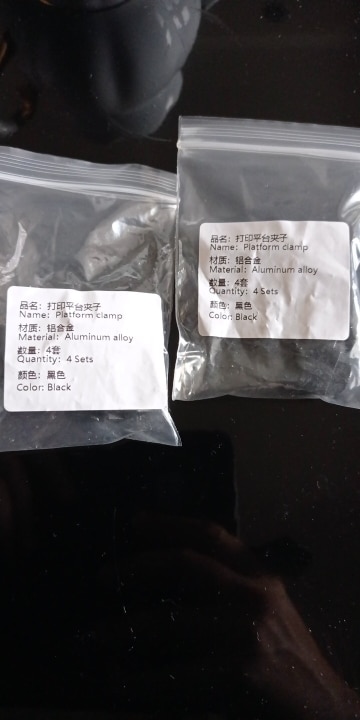 品名：打印平台夹子
Name：Platform clamp
材质：铝合金
Material：Aluminum alloy
数量：4套
Quantity：4 Sets
颜色：黑色
Color: Black
品名：打印平台夹子
Name：Platform clamp
材质：铝合金
Material：Aluminum alloy
数量：4套
Quantity：4 Sets
颜色：黑色
Color: Black